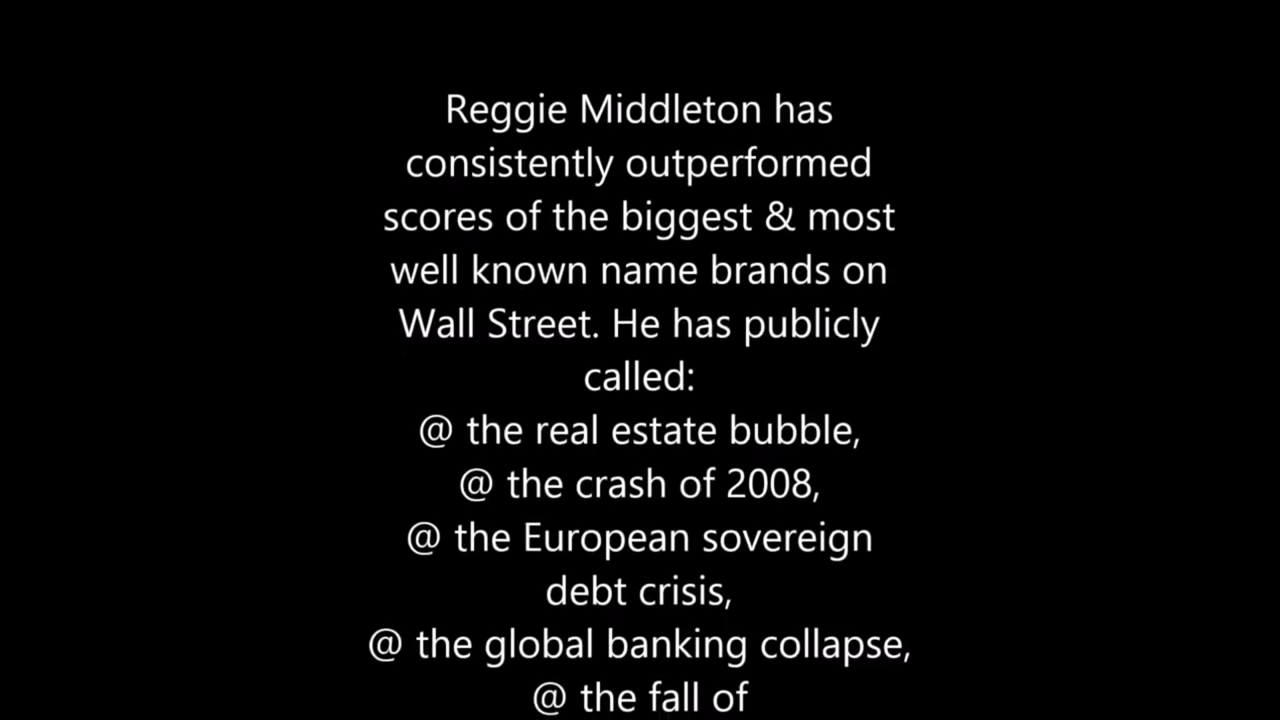 Reggie Middleton has
consistently outperformed
scores of the biggest & most
well known name brands on
Wall Street. He has publicly
called:
@ the real estate bubble,
@ the crash of 2008,
@ the European sovereign
debt crisis,
@ the global banking collapse,
@ the fall of